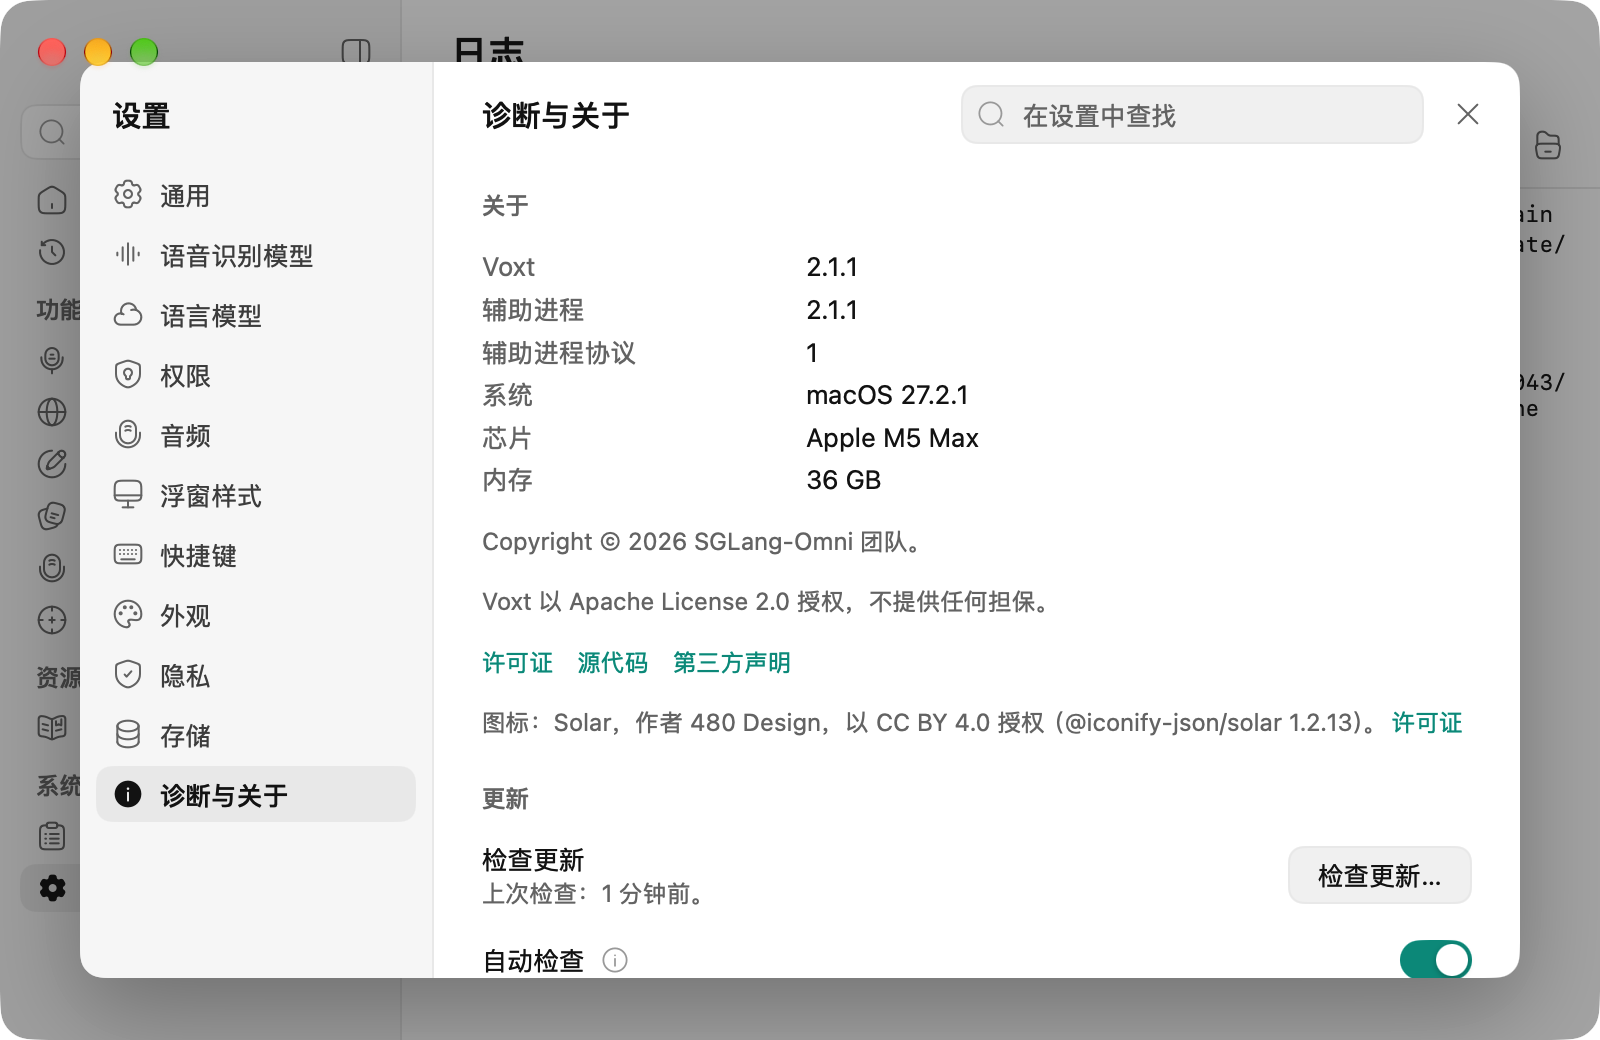 日志
设置
通用
语音识别模型
语言模型
权限
音频
浮窗样式
快捷键
外观
隐私
存储
诊断与关于
功能
资源
系统
诊断与关于
在设置中查找
关于
Voxt 2.1.1
辅助进程 2.1.1
辅助进程协议 1
系统 macOS 27.2.1
芯片 Apple M5 Max
内存 36 GB
Copyright © 2026 SGLang-Omni 团队。
Voxt 以 Apache License 2.0 授权，不提供任何担保。
许可证 源代码 第三方声明
图标：Solar，作者 480 Design，以 CC BY 4.0 授权（@iconify-json/solar 1.2.13）。 许可证
更新
检查更新
上次检查：1 分钟前。
检查更新...
自动检查